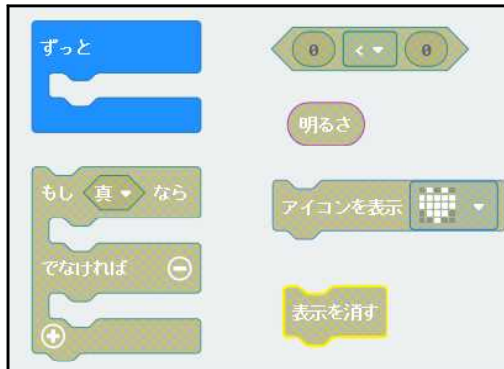 ずっと
0 < 0
明るさ
もし 真 なら
アイコンを表示
でなければ
表示を消す